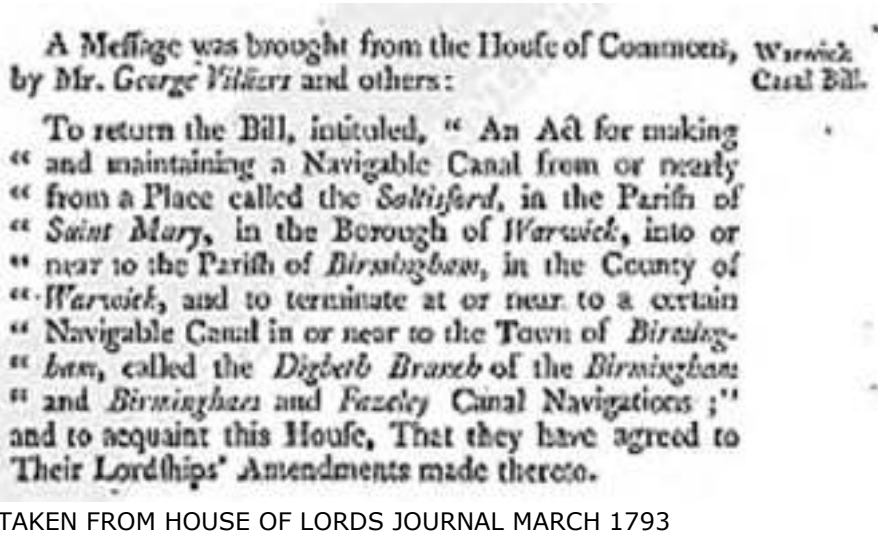 A Meſſage was brought from the Houſe of Commons,
by Mr. George Villiers and others:
Warwick
Canal Bill.
To return the Bill, intituled, “ An Act for making
“ and maintaining a Navigable Canal from or nearly
“ from a Place called the Saltisford, in the Pariſh of
“ Saint Mary, in the Borough of Warwick, into or
“ near to the Pariſh of Birmingham, in the County of
“ Warwick, and to terminate at or near to a certain
“ Navigable Canal in or near to the Town of Birming-
“ ham, called the Digbeth Branch of the Birmingham
“ and Birmingham and Fazeley Canal Navigations ;”
and to acquaint this Houſe, That they have agreed to
Their Lordſhips' Amendments made thereto.
TAKEN FROM HOUSE OF LORDS JOURNAL MARCH 1793